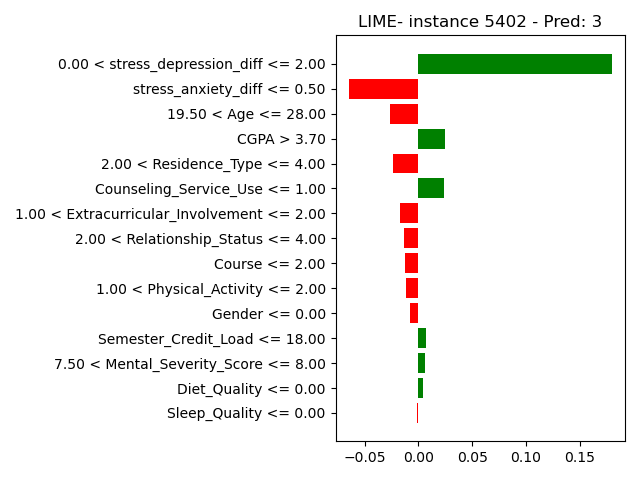 LIME- instance 5402 - Pred: 3
0.00 < stress_depression_diff <= 2.00
stress_anxiety_diff <= 0.50
19.50 < Age <= 28.00
CGPA > 3.70
2.00 < Residence_Type <= 4.00
Counseling_Service_Use <= 1.00
1.00 < Extracurricular_Involvement <= 2.00
2.00 < Relationship_Status <= 4.00
Course <= 2.00
1.00 < Physical_Activity <= 2.00
Gender <= 0.00
Semester_Credit_Load <= 18.00
7.50 < Mental_Severity_Score <= 8.00
Diet_Quality <= 0.00
Sleep_Quality <= 0.00
−0.05 0.00 0.05 0.10 0.15